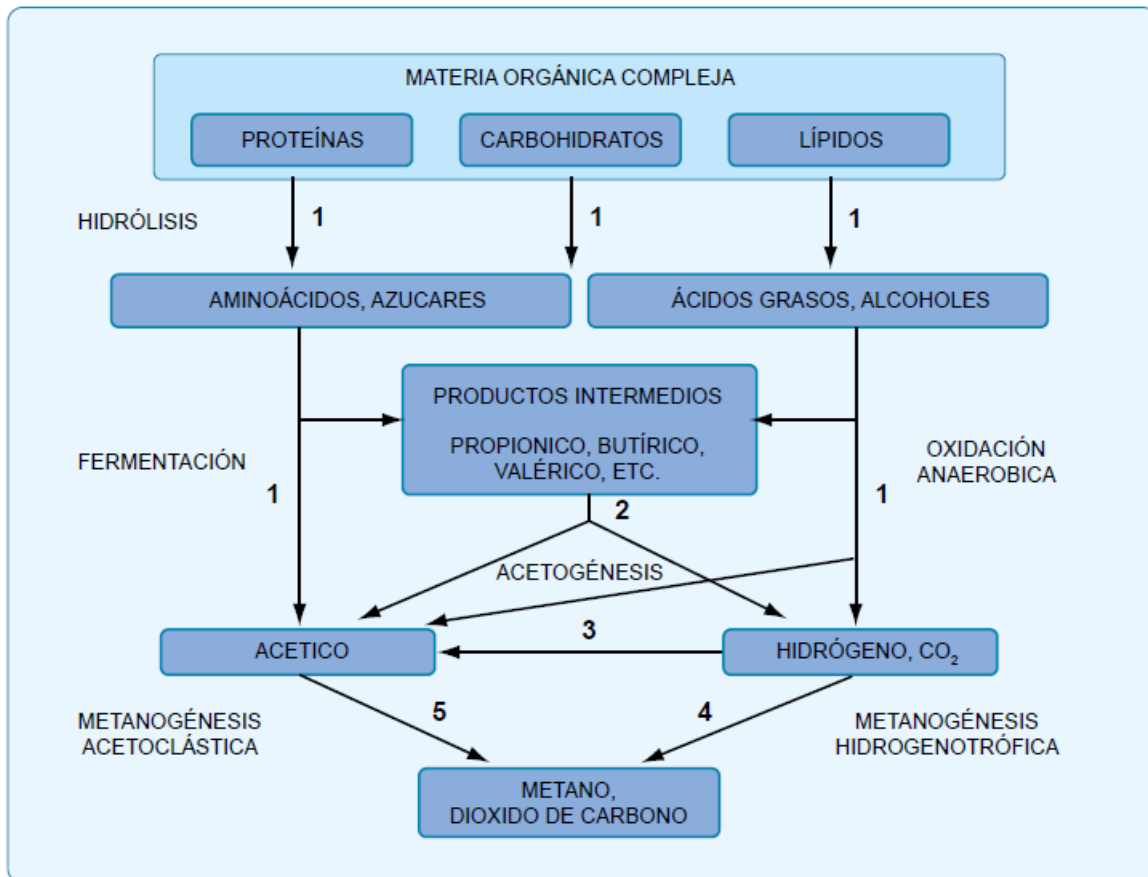 MATERIA ORGÁNICA COMPLEJA
PROTEÍNAS
CARBOHIDRATOS
LÍPIDOS
HIDRÓLISIS
1
1
1
AMINOÁCIDOS, AZUCARES
ÁCIDOS GRASOS, ALCOHOLES
PRODUCTOS INTERMEDIOS
PROPIONICO, BUTÍRICO,
VALÉRICO, ETC.
FERMENTACIÓN
1
OXIDACIÓN
ANAEROBICA
1
2
ACETOGÉNESIS
ACETICO
3
HIDRÓGENO, CO₂
METANOGÉNESIS
ACETOCLÁSTICA
5
4
METANOGÉNESIS
HIDROGENOTRÓFICA
METANO,
DIOXIDO DE CARBONO